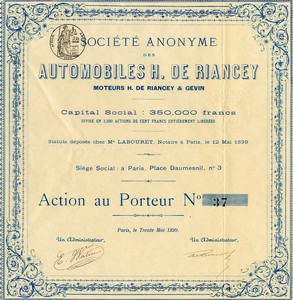 SOCIÉTÉ ANONYME
DES
AUTOMOBILES H. DE RIANCEY
MOTEURS H. DE RIANCEY & GÉVIN
Capital Social : 350.000 francs
DIVISÉ EN 3.500 ACTIONS DE CENT FRANCS ENTIÈREMENT LIBÉRÉES
Statuts déposés chez Me LABOURET, Notaire à Paris, le 12 Mai 1899
Siège Social : à Paris, Place Daumesnil, n° 3
Action au Porteur No 37
Paris, le Trente Mai 1899.
Un Administrateur,
Un Administrateur,